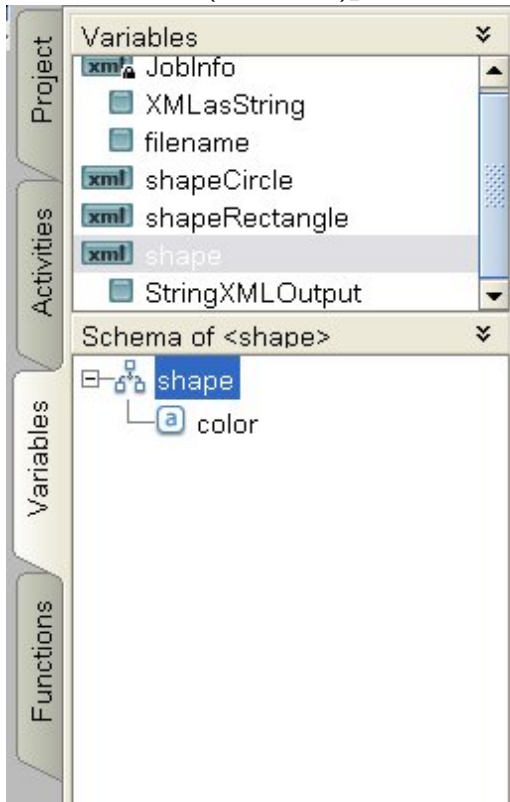 Project
Activities
Variables
Functions
Variables
xml JobInfo
XMLasString
filename
xml shapeCircle
xml shapeRectangle
xml shape
StringXMLOutput
Schema of <shape>
shape
a color